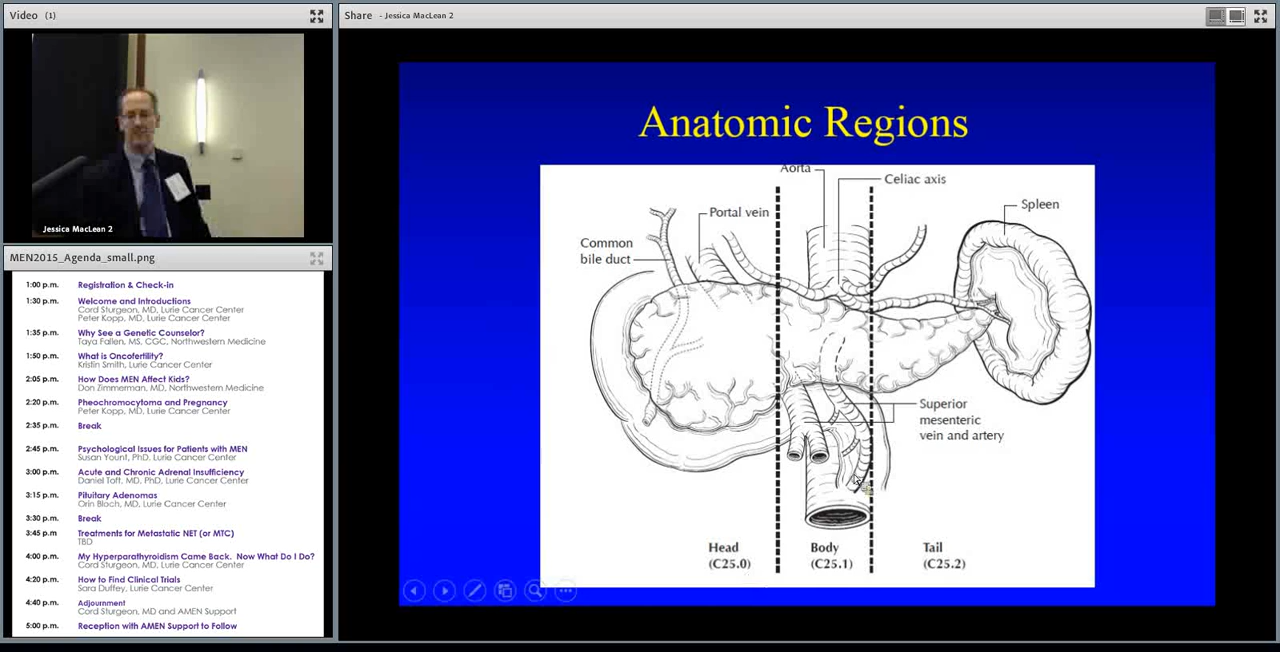 Video (1)
Jessica MacLean 2
MEN2015_Agenda_small.png
1:00 p.m. Registration & Check-in
1:30 p.m. Welcome and Introductions
Cord Sturgeon, MD, Lurie Cancer Center
Peter Kopp, MD, Lurie Cancer Center
1:35 p.m. Why See a Genetic Counselor?
Taya Fallen, MS, CGC, Northwestern Medicine
1:50 p.m. What is Oncofertility?
Kristin Smith, Lurie Cancer Center
2:05 p.m. How Does MEN Affect Kids?
Don Zimmerman, MD, Northwestern Medicine
2:20 p.m. Pheochromocytoma and Pregnancy
Peter Kopp, MD, Lurie Cancer Center
2:35 p.m. Break
2:45 p.m. Psychological Issues for Patients with MEN
Susan Yount, PhD, Lurie Cancer Center
3:00 p.m. Acute and Chronic Adrenal Insufficiency
Daniel Toft, MD, PhD, Lurie Cancer Center
3:15 p.m. Pituitary Adenomas
Orin Bloch, MD, Lurie Cancer Center
3:30 p.m. Break
3:45 p.m Treatments for Metastatic NET (or MTC)
TBD
4:00 p.m. My Hyperparathyroidism Came Back. Now What Do I Do?
Cord Sturgeon, MD, Lurie Cancer Center
4:20 p.m. How to Find Clinical Trials
Sara Duffey, Lurie Cancer Center
4:40 p.m. Adjournment
Cord Sturgeon, MD and AMEN Support
5:00 p.m. Reception with AMEN Support to Follow
Share - Jessica MacLean 2
Anatomic Regions
Aorta
Celiac axis
Spleen
Portal vein
Common
bile duct
Superior
mesenteric
vein and artery
Head
(C25.0)
Body
(C25.1)
Tail
(C25.2)